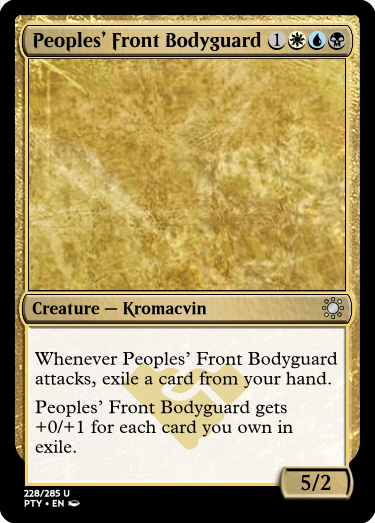 Peoples' Front Bodyguard 1
Creature — Kromacvin
Whenever Peoples' Front Bodyguard
attacks, exile a card from your hand.
Peoples' Front Bodyguard gets
+0/+1 for each card you own in
exile.
5/2
228/285 U
PTY • EN